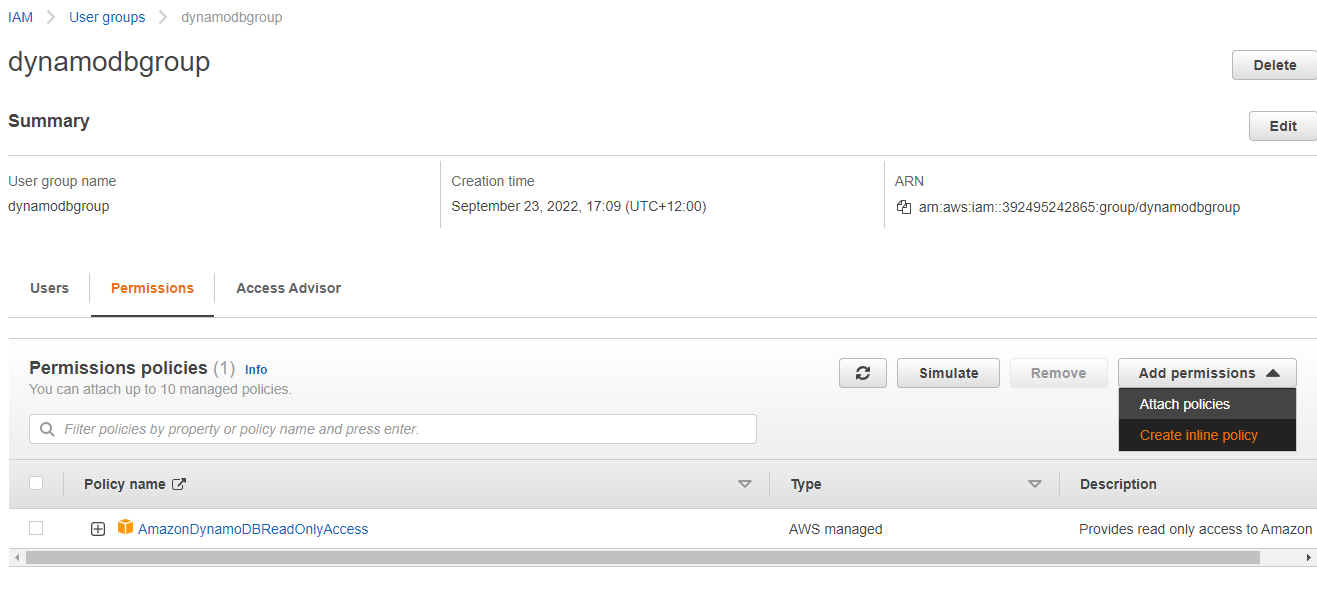 IAM > User groups > dynamodbgroup
dynamodbgroup
Delete
Summary
Edit
User group name
dynamodbgroup
Creation time
September 23, 2022, 17:09 (UTC+12:00)
ARN
arn:aws:iam::392495242865:group/dynamodbgroup
Users
Permissions
Access Advisor
Permissions policies (1) Info
You can attach up to 10 managed policies.
Simulate
Remove
Add permissions
Attach policies
Create inline policy
Filter policies by property or policy name and press enter.
Policy name
Type
Description
AmazonDynamoDBReadOnlyAccess
AWS managed
Provides read only access to Amazon